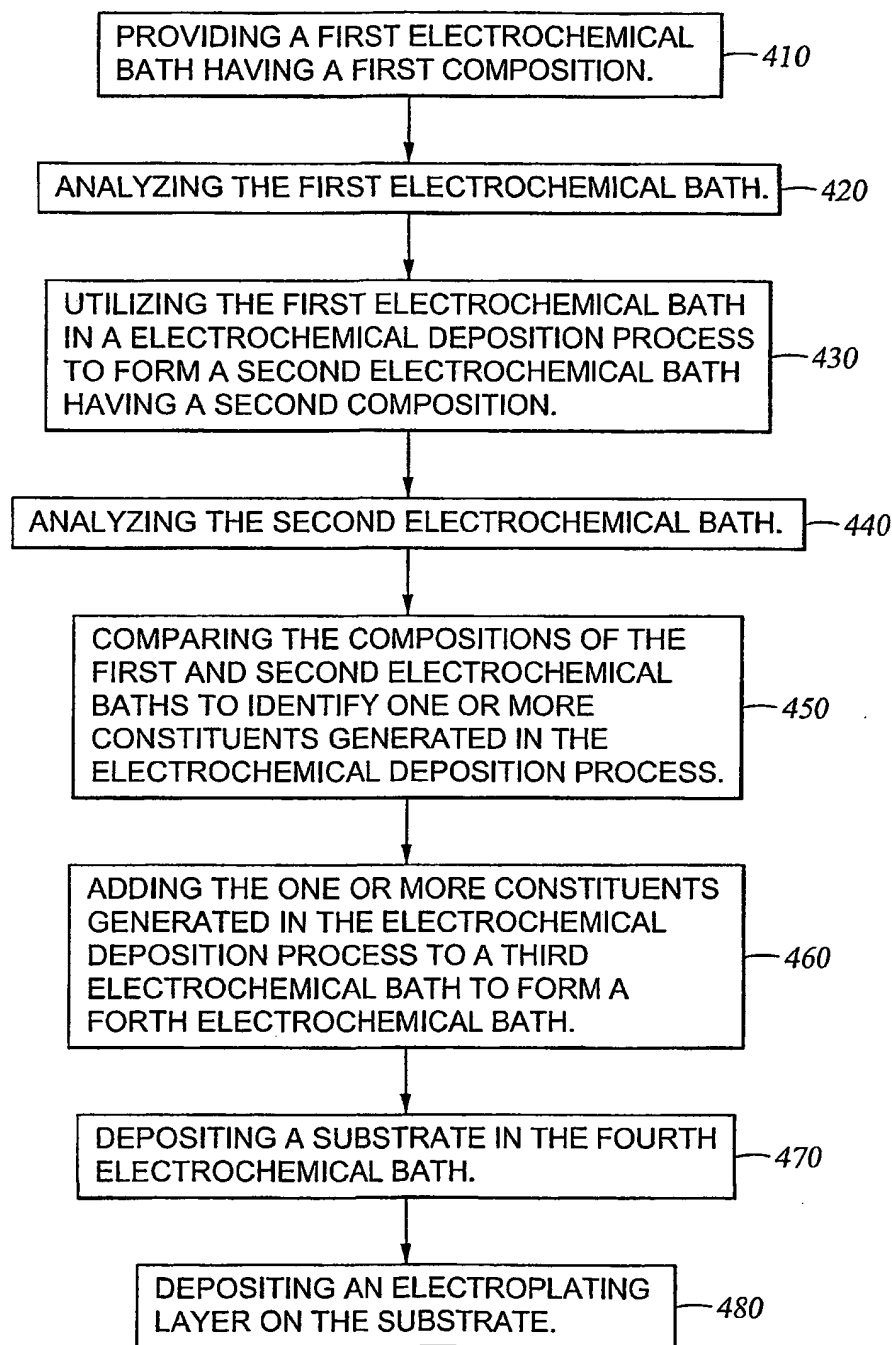 PROVIDING A FIRST ELECTROCHEMICAL
BATH HAVING A FIRST COMPOSITION.
410
ANALYZING THE FIRST ELECTROCHEMICAL BATH.
420
UTILIZING THE FIRST ELECTROCHEMICAL BATH
IN A ELECTROCHEMICAL DEPOSITION PROCESS
TO FORM A SECOND ELECTROCHEMICAL BATH
HAVING A SECOND COMPOSITION.
430
ANALYZING THE SECOND ELECTROCHEMICAL BATH.
440
COMPARING THE COMPOSITIONS OF THE
FIRST AND SECOND ELECTROCHEMICAL
BATHS TO IDENTIFY ONE OR MORE
CONSTITUENTS GENERATED IN THE
ELECTROCHEMICAL DEPOSITION PROCESS.
450
ADDING THE ONE OR MORE CONSTITUENTS
GENERATED IN THE ELECTROCHEMICAL
DEPOSITION PROCESS TO A THIRD
ELECTROCHEMICAL BATH TO FORM A
FORTH ELECTROCHEMICAL BATH.
460
DEPOSITING A SUBSTRATE IN THE FOURTH
ELECTROCHEMICAL BATH.
470
DEPOSITING AN ELECTROPLATING
LAYER ON THE SUBSTRATE.
480